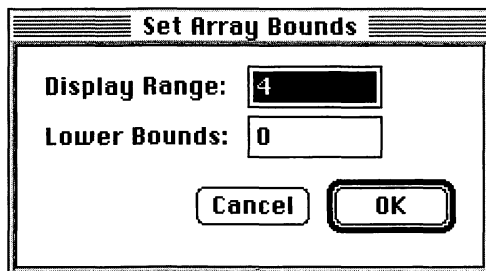 Set Array Bounds
Display Range: 4
Lower Bounds: 0
Cancel OK